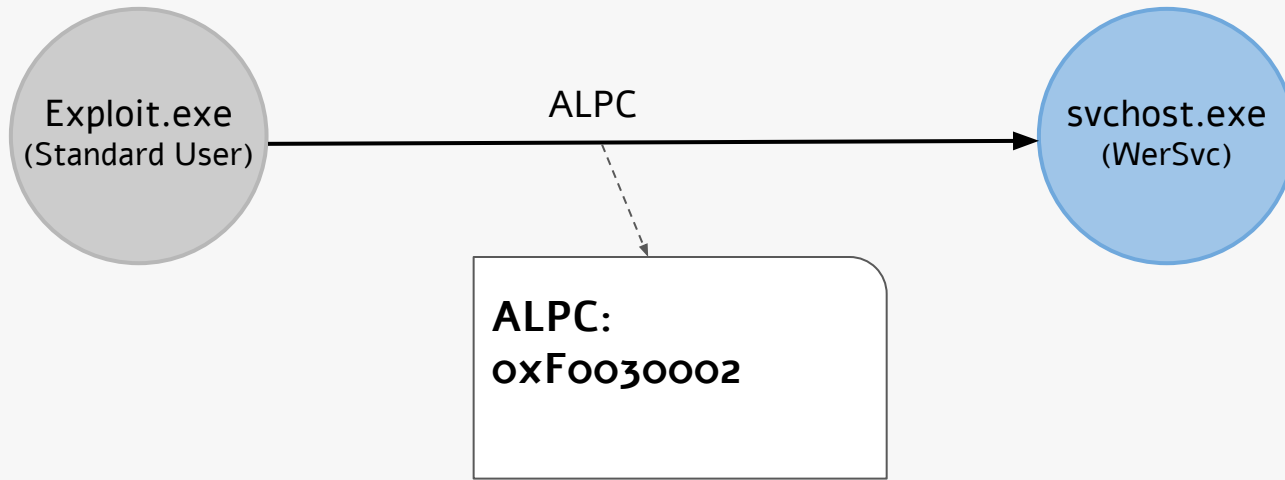 Exploit.exe
(Standard User)
ALPC
svchost.exe
(WerSvc)
ALPC:
0xF0030002